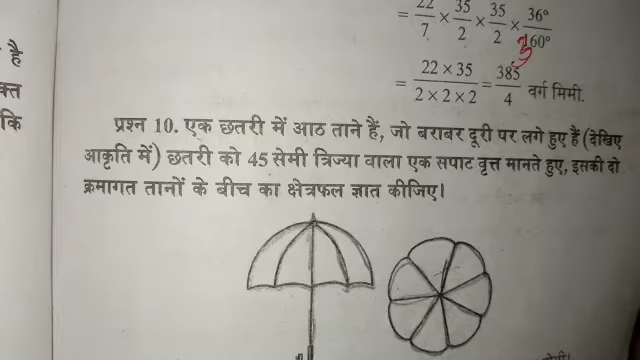 है
क्त
कि
= 22/7 × 35/2 × 35/2 × 36°/360°
= 22 × 35 / 2 × 2 × 2 = 385/4 वर्ग मिमी.
प्रश्न 10. एक छतरी में आठ ताने हैं, जो बराबर दूरी पर लगे हुए हैं (देखिए
आकृति में) छतरी को 45 सेमी त्रिज्या वाला एक सपाट वृत्त मानते हुए, इसकी दो
क्रमागत तानों के बीच का क्षेत्रफल ज्ञात कीजिए।